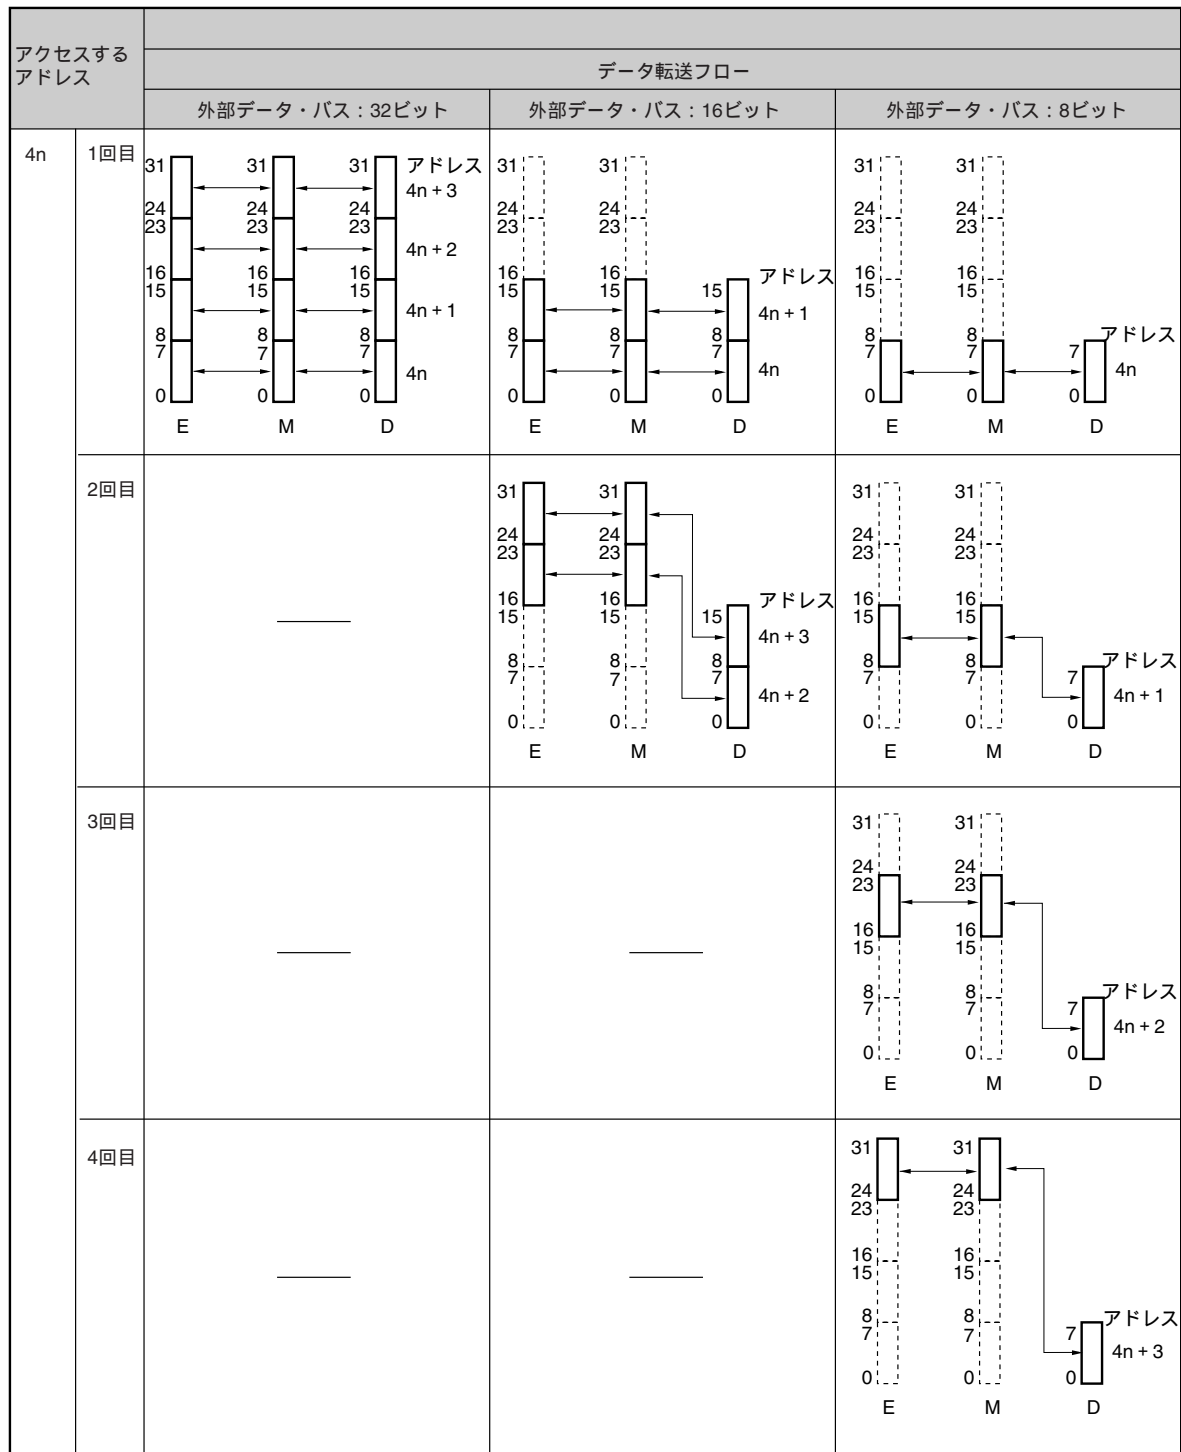 アクセスする
アドレス
データ転送フロー
外部データ・バス：32ビット
外部データ・バス：16ビット
外部データ・バス：8ビット
4n
1回目
31 31 31 アドレス
4n + 3
24 24 24
23 23 23
4n + 2
16 16 16
15 15 15
4n + 1
8 8 8
7 7 7
4n
0 0 0
E M D
31 31
24 24
23 23
16 16 アドレス
15 15 15
4n + 1
8 8 8
7 7 7
4n
0 0 0
E M D
31 31
24 24
23 23
16 16
15 15
8 8 アドレス
7 7 7
4n
0 0 0
E M D
2回目
31 31
24 24
23 23
16 16 アドレス
15 15 15
4n + 3
8 8 8
7 7 7
4n + 2
0 0 0
E M D
31 31
24 24
23 23
16 16
15 15
8 8 アドレス
7 7 7
4n + 1
0 0 0
E M D
3回目
31 31
24 24
23 23
16 16
15 15
8 8 アドレス
7 7 7
4n + 2
0 0 0
E M D
4回目
31 31
24 24
23 23
16 16
15 15
8 8 アドレス
7 7 7
4n + 3
0 0 0
E M D